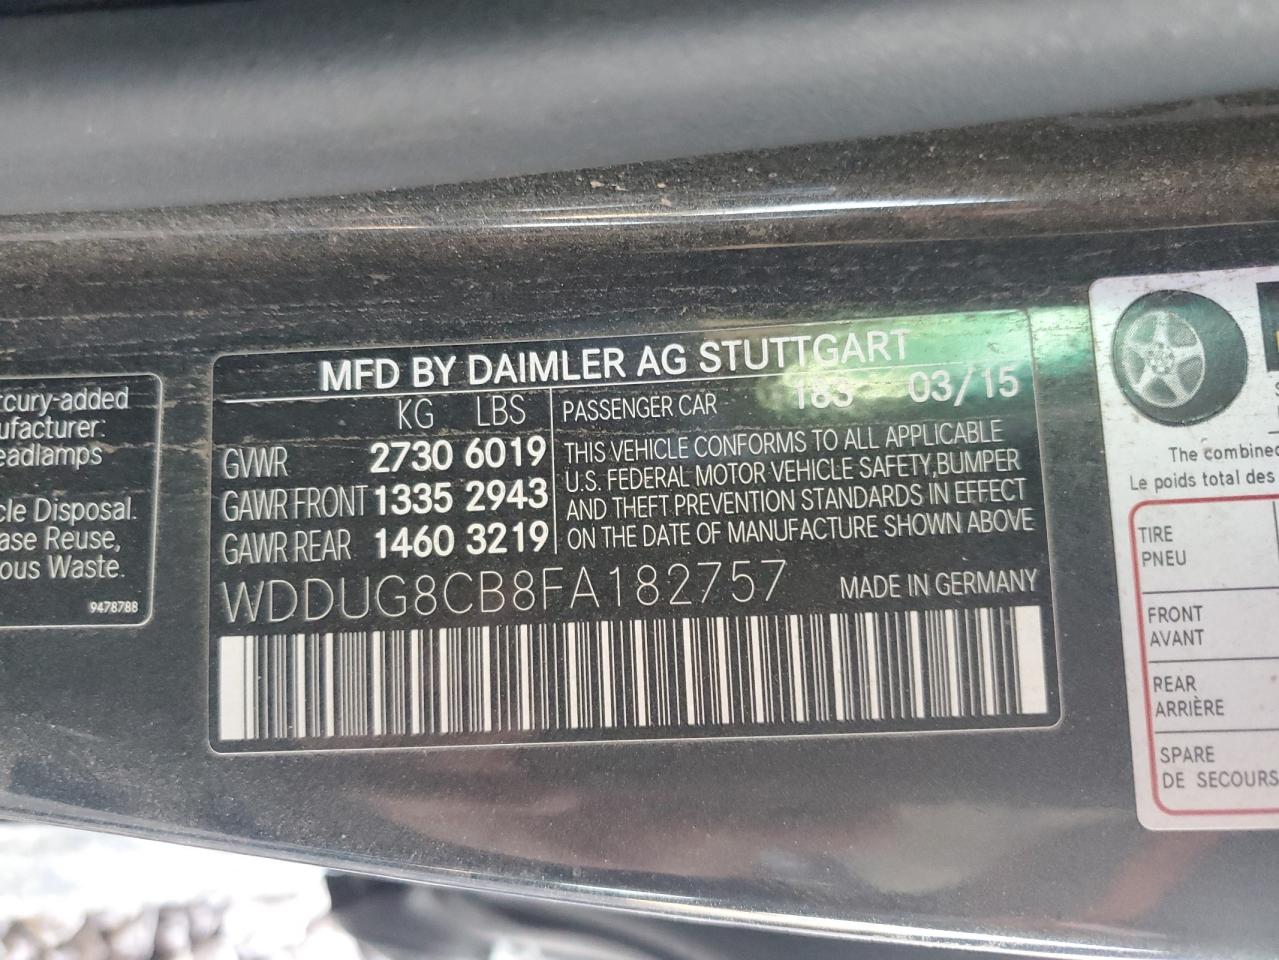 rcury-added
ufacturer:
eadlamps
cle Disposal.
ase Reuse,
ous Waste.
9478788
MFD BY DAIMLER AG STUTTGART
KG LBS
GVWR 2730 6019
GAWR FRONT 1335 2943
GAWR REAR 1460 3219
PASSENGER CAR 183 03/15
THIS VEHICLE CONFORMS TO ALL APPLICABLE
U.S. FEDERAL MOTOR VEHICLE SAFETY,BUMPER
AND THEFT PREVENTION STANDARDS IN EFFECT
ON THE DATE OF MANUFACTURE SHOWN ABOVE
WDDUG8CB8FA182757 MADE IN GERMANY
The combined
Le poids total des
TIRE
PNEU
FRONT
AVANT
REAR
ARRIÈRE
SPARE
DE SECOURS